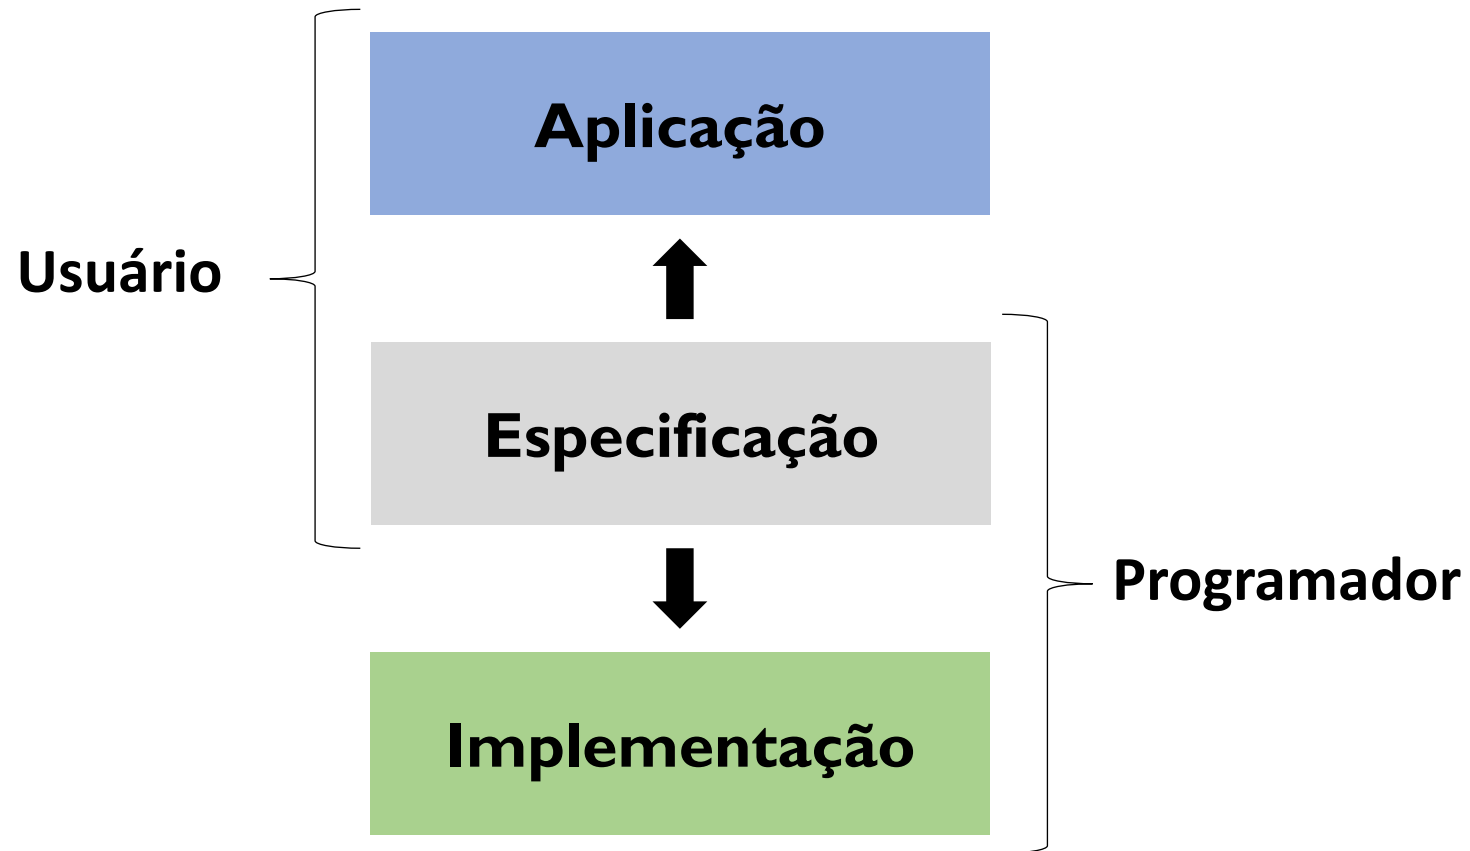 Aplicação
Usuário
Especificação
Programador
Implementação